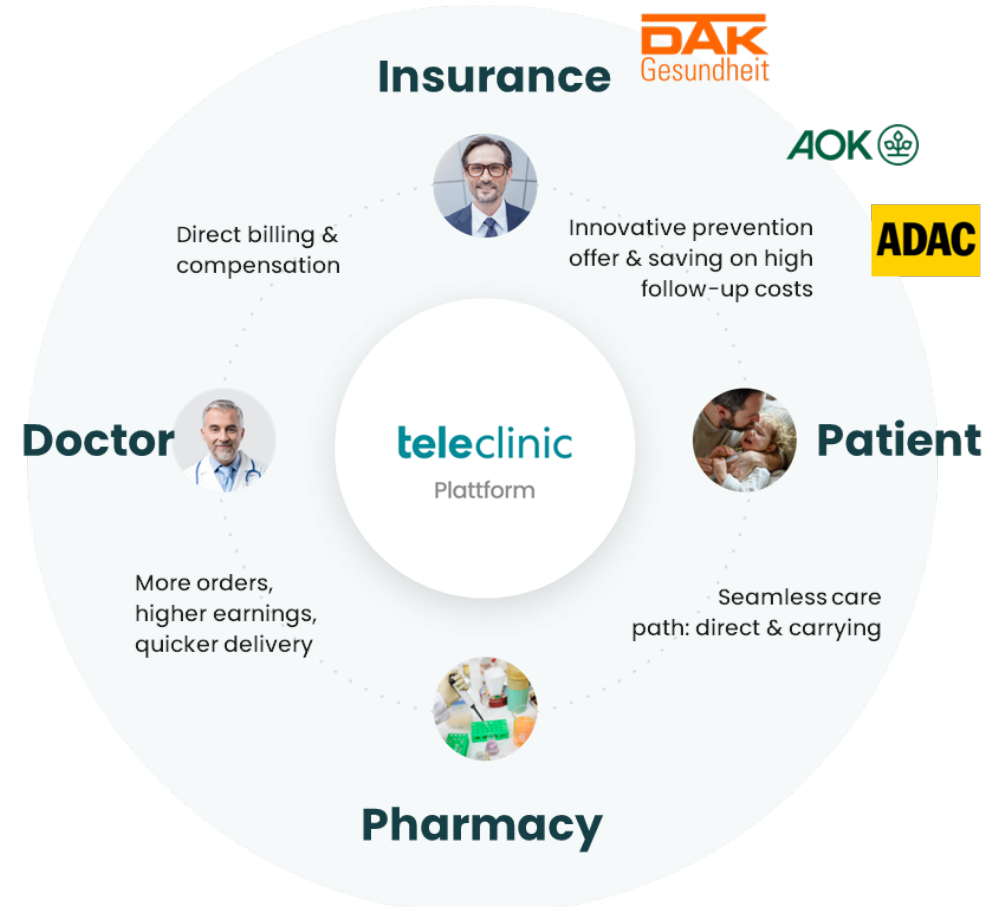 Insurance
DAK
Gesundheit
AOK
ADAC
Direct billing &
compensation
Innovative prevention
offer & saving on high
follow-up costs
Doctor
teleclinic
Plattform
Patient
More orders,
higher earnings,
quicker delivery
Seamless care
path: direct & carrying
Pharmacy